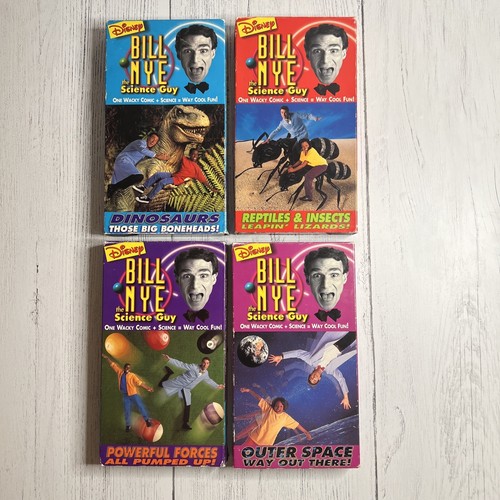 Disney
BILL
NYE
the
Science Guy
One Wacky Comic + Science = Way Cool Fun!
DINOSAURS
THOSE BIG BONEHEADS!
Disney
BILL
NYE
the
Science Guy
One Wacky Comic + Science = Way Cool Fun!
REPTILES & INSECTS
LEAPIN' LIZARDS!
Disney
BILL
NYE
the
Science Guy
One Wacky Comic + Science = Way Cool Fun!
POWERFUL FORCES
ALL PUMPED UP!
Disney
BILL
NYE
the
Science Guy
One Wacky Comic + Science = Way Cool Fun!
OUTER SPACE
WAY OUT THERE!